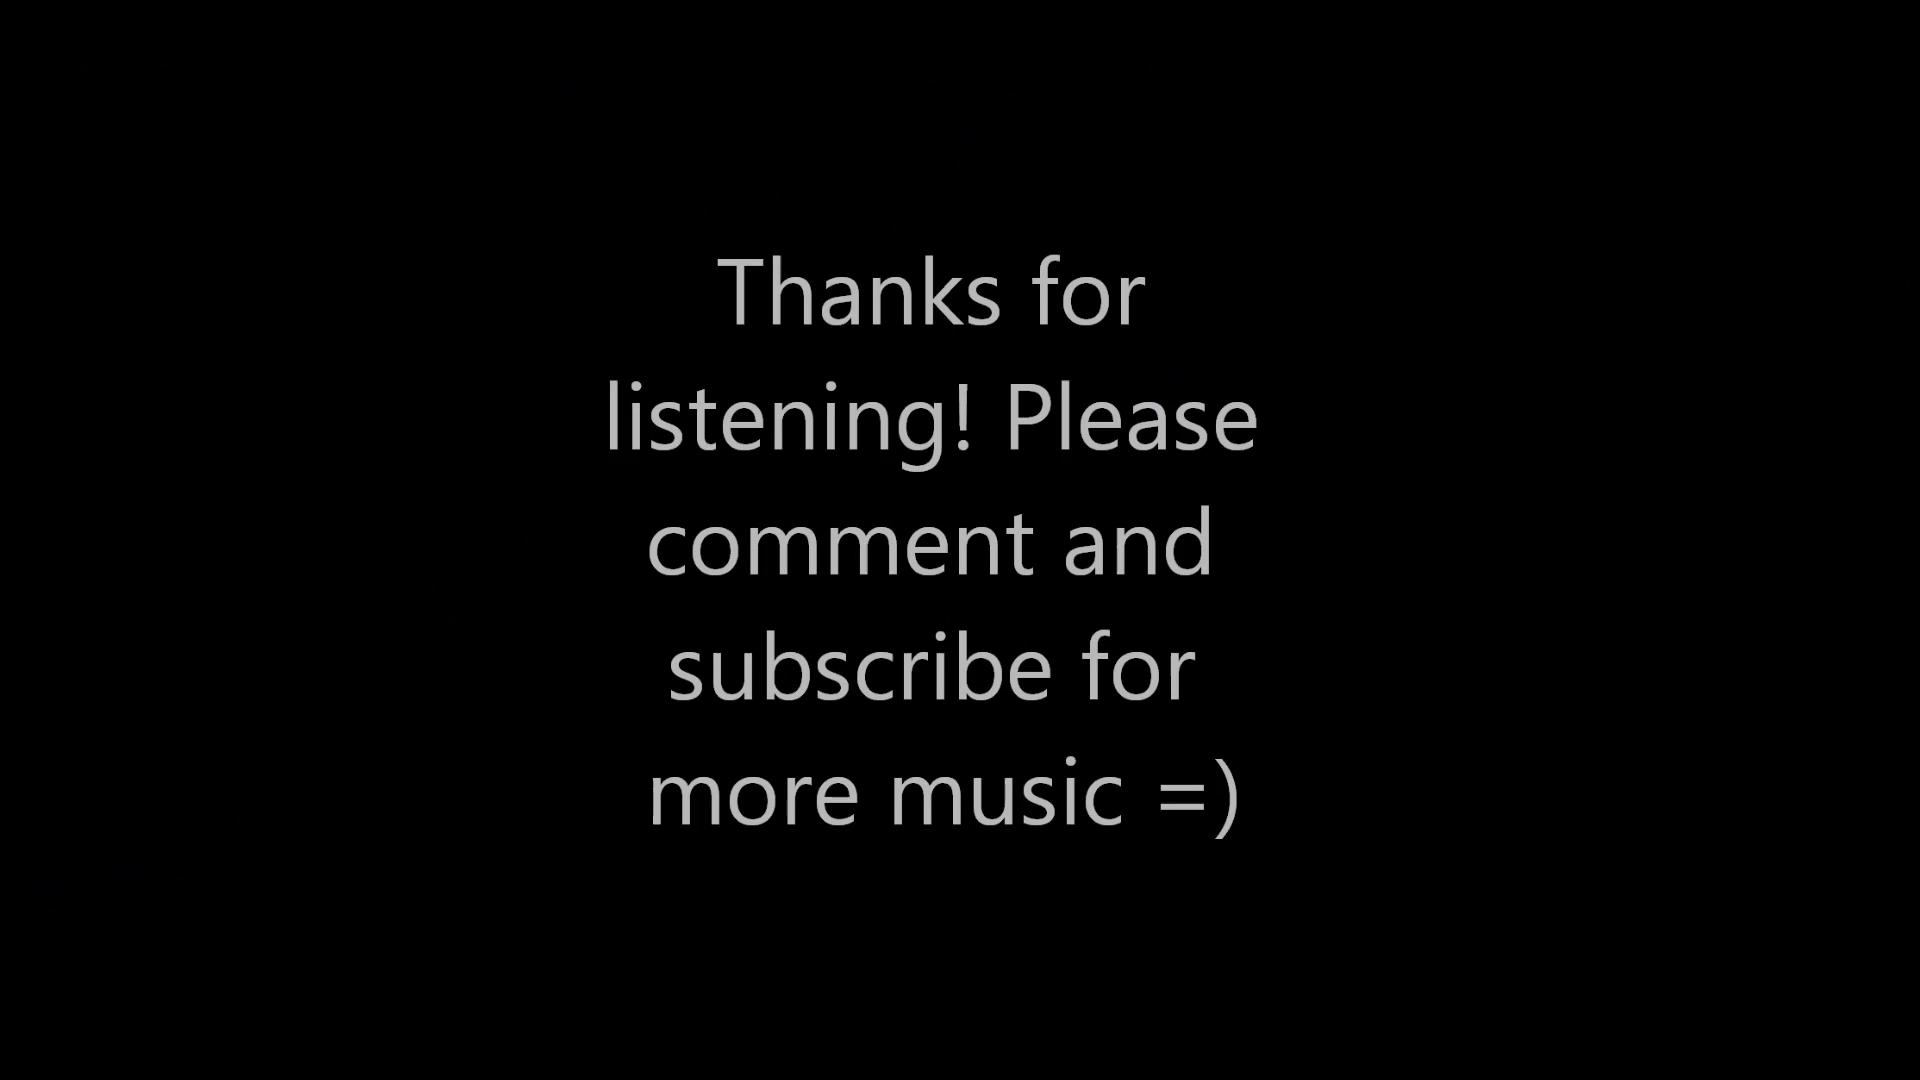 Thanks for
listening! Please
comment and
subscribe for
more music =)